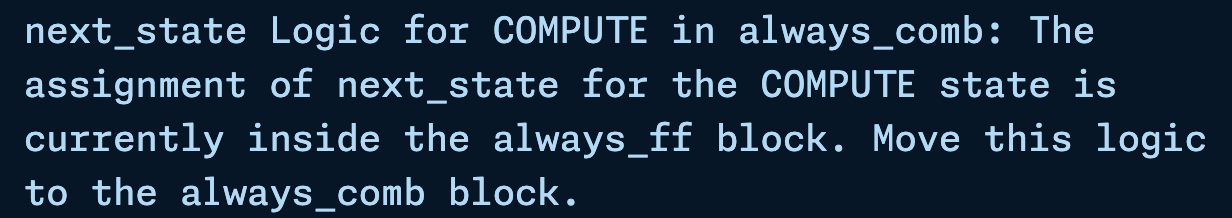 next_state Logic for COMPUTE in always_comb: The
assignment of next_state for the COMPUTE state is
currently inside the always_ff block. Move this logic
to the always_comb block.